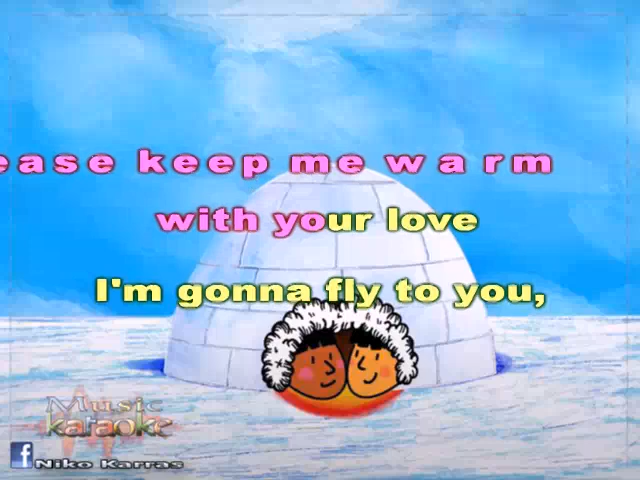 ease keep me warm
with your love
I'm gonna fly to you,
Music
karaoke
f Niko Karras